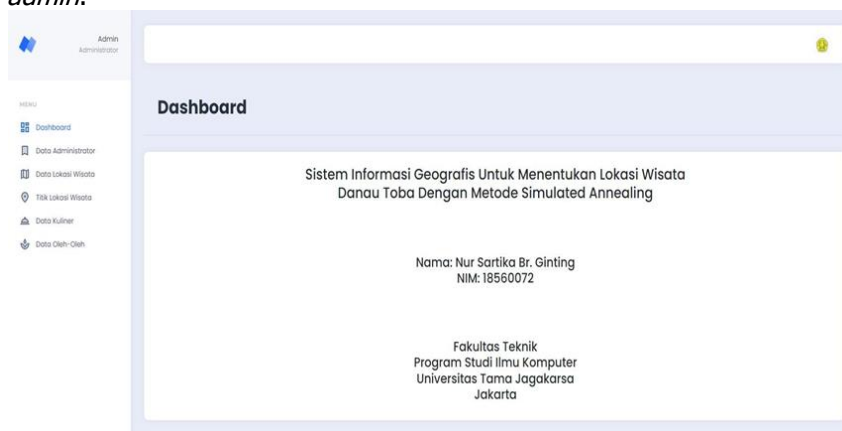 admin.
Admin
Administrator
MENU
Dashboard
Data Administrator
Data Lokasi Wisata
Titik Lokasi Wisata
Data Kuliner
Data Oleh-Oleh
Dashboard
Sistem Informasi Geografis Untuk Menentukan Lokasi Wisata
Danau Toba Dengan Metode Simulated Annealing
Nama: Nur Sartika Br. Ginting
NIM: 18560072
Fakultas Teknik
Program Studi Ilmu Komputer
Universitas Tama Jagakarsa
Jakarta